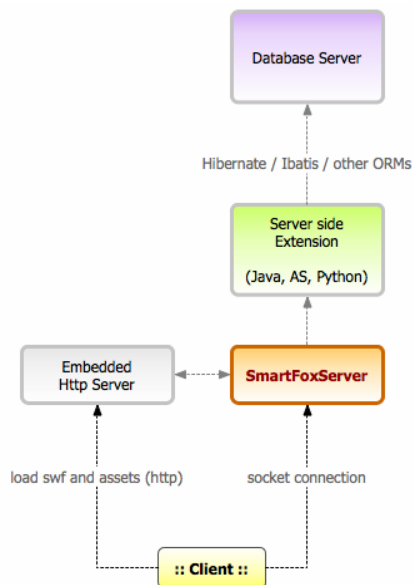 Database Server
Hibernate / Ibatis / other ORMs
Server side
Extension
(Java, AS, Python)
Embedded
Http Server
SmartFoxServer
load swf and assets (http)
socket connection
:: Client ::